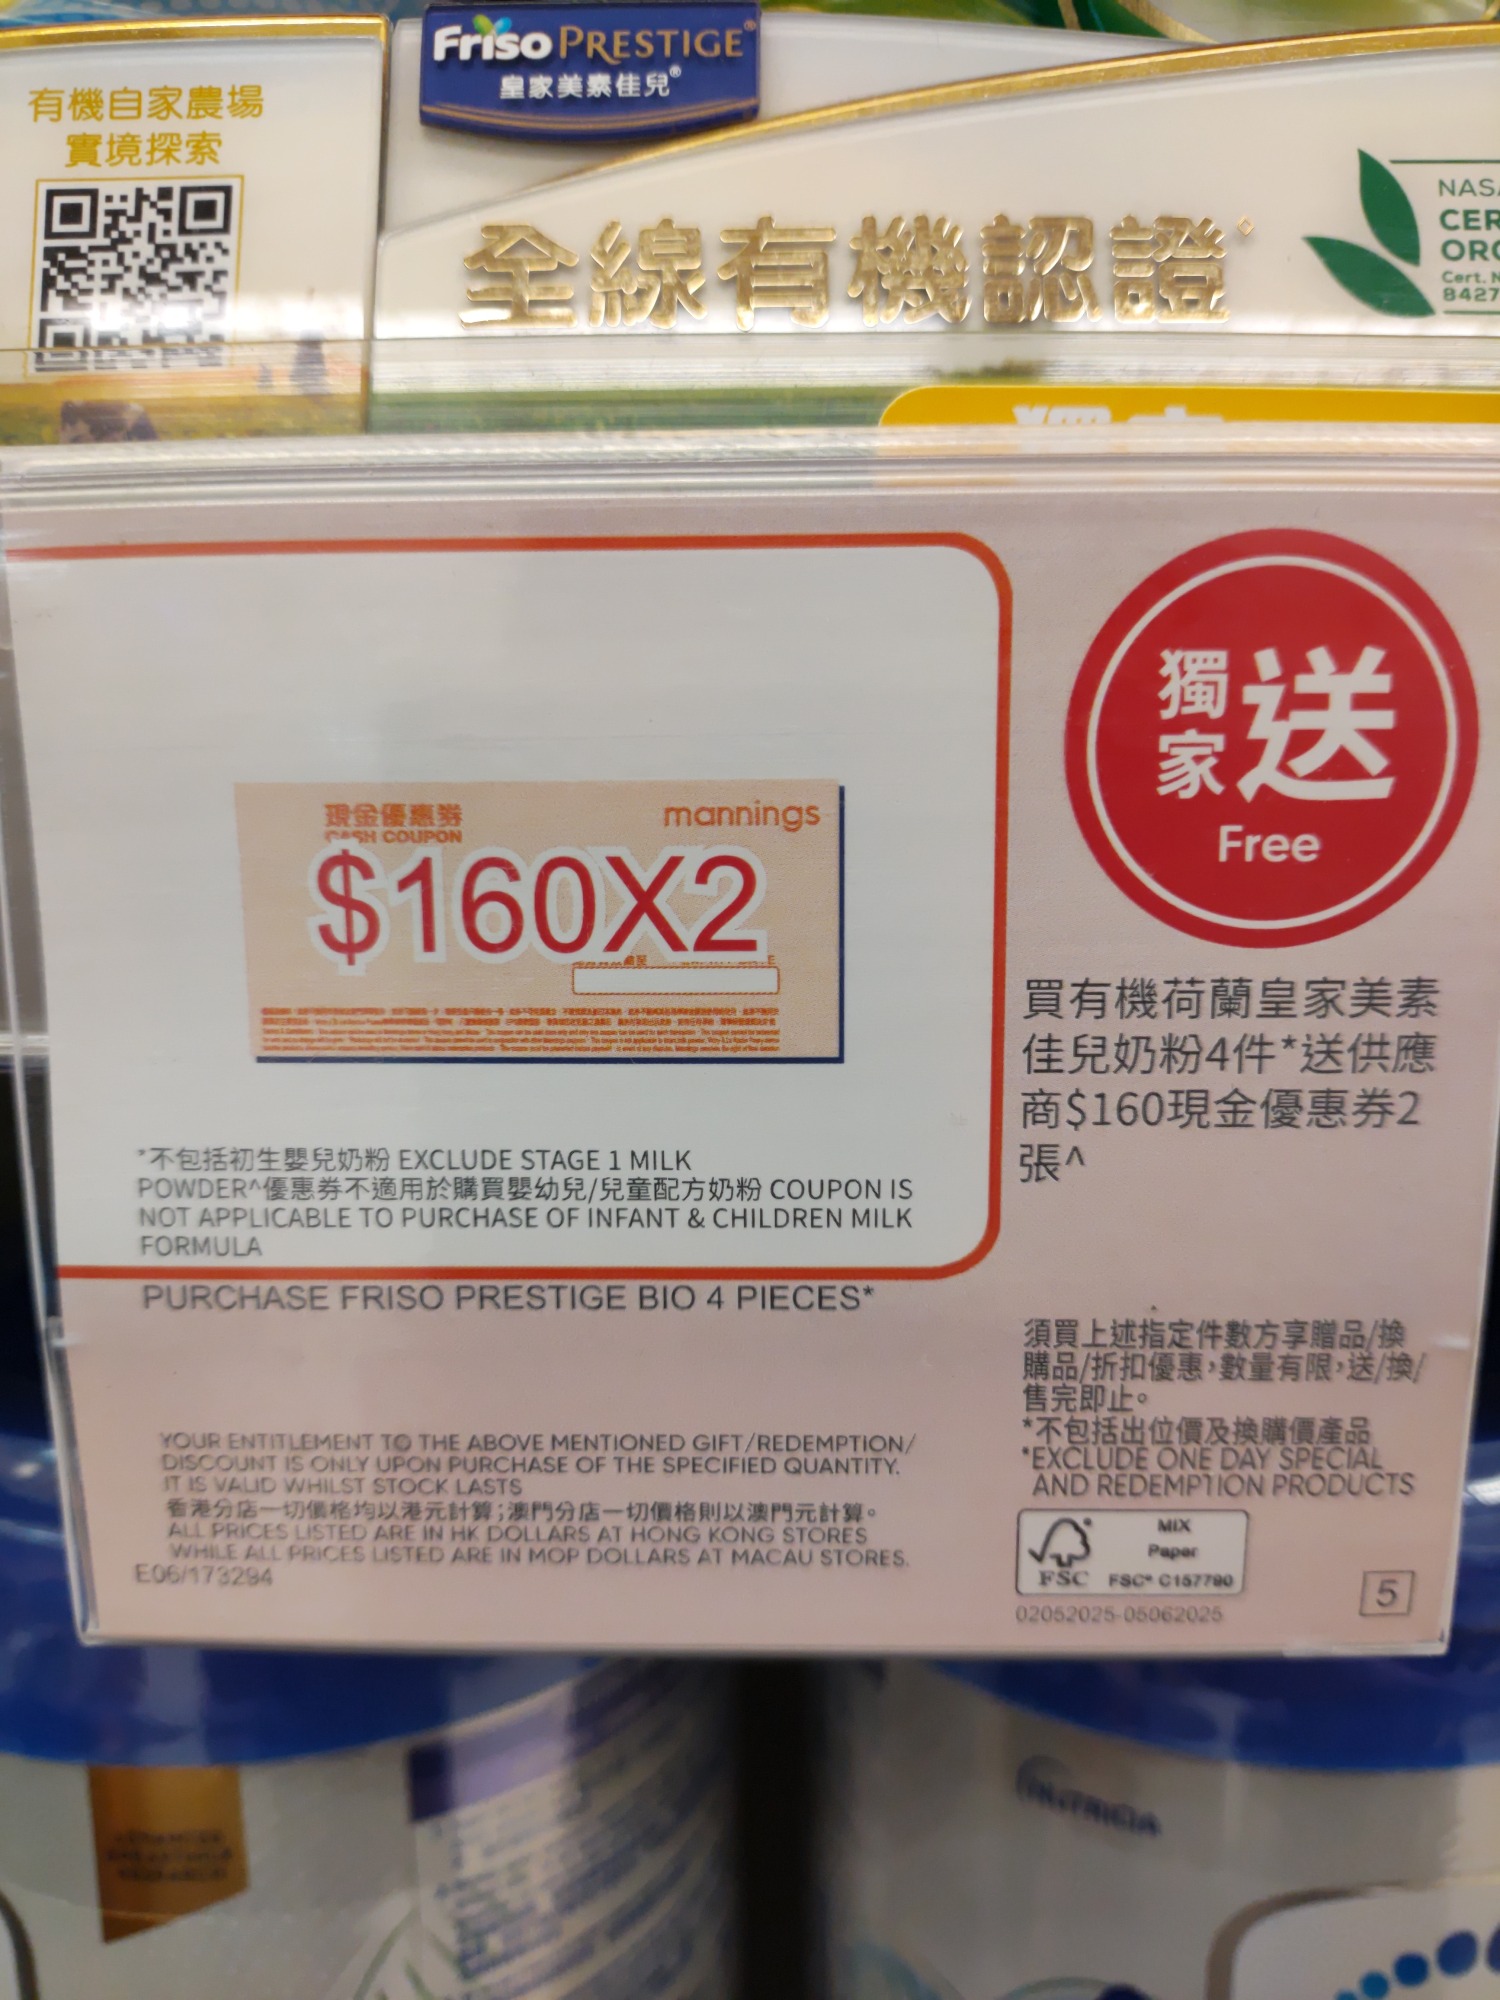 Friso PRESTIGE®
皇家美素佳兒®
有機自家農場
實境探索
全線有機認證◊
NAS
CER
ORG
Cert. N
8427
獨家送
Free
現金優惠券
mannings
CASH COUPON
$160X2
買有機荷蘭皇家美素
佳兒奶粉4件*送供應
商$160現金優惠券2
張^
*不包括初生嬰兒奶粉 EXCLUDE STAGE 1 MILK
POWDER^優惠券不適用於購買嬰幼兒/兒童配方奶粉 COUPON IS
NOT APPLICABLE TO PURCHASE OF INFANT & CHILDREN MILK
FORMULA
PURCHASE FRISO PRESTIGE BIO 4 PIECES*
須買上述指定件數方享贈品/換
購品/折扣優惠,數量有限,送/換/
售完即止。
*不包括出位價及換購價產品
*EXCLUDE ONE DAY SPECIAL
AND REDEMPTION PRODUCTS
YOUR ENTITLEMENT TO THE ABOVE MENTIONED GIFT/REDEMPTION/
DISCOUNT IS ONLY UPON PURCHASE OF THE SPECIFIED QUANTITY.
IT IS VALID WHILST STOCK LASTS
香港分店一切價格均以港元計算;澳門分店一切價格則以澳門元計算。
ALL PRICES LISTED ARE IN HK DOLLARS AT HONG KONG STORES
WHILE ALL PRICES LISTED ARE IN MOP DOLLARS AT MACAU STORES.
E06/173294
MIX
Paper
FSC FSC® C157790
02052025-05062025
5
NUTRICIA